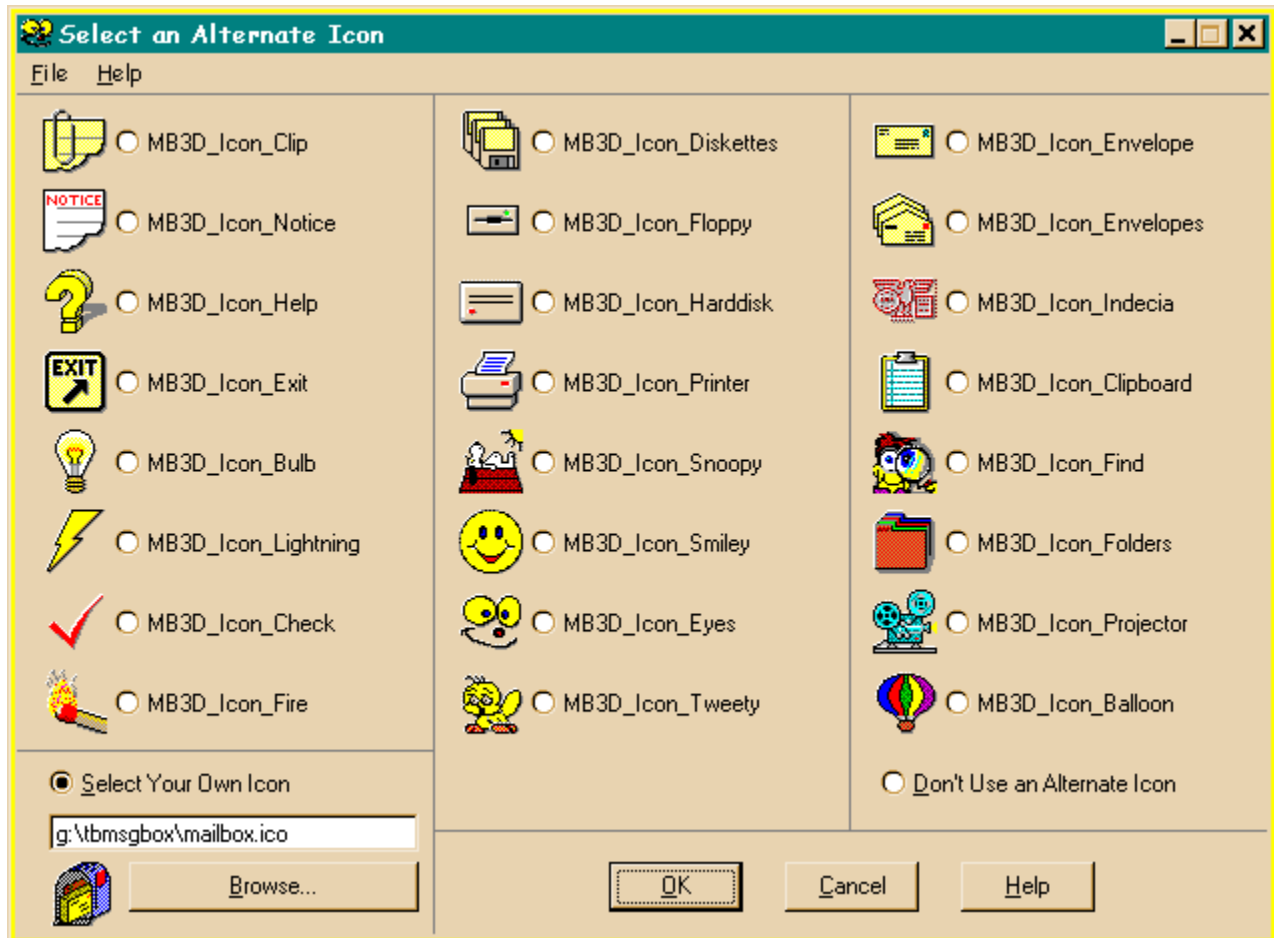 Select an Alternate Icon
File Help
MB3D_Icon_Clip
NOTICE
MB3D_Icon_Notice
MB3D_Icon_Help
EXIT
MB3D_Icon_Exit
MB3D_Icon_Bulb
MB3D_Icon_Lightning
MB3D_Icon_Check
MB3D_Icon_Fire
Select Your Own Icon
g:\tbmsgbox\mailbox.ico
Browse...
MB3D_Icon_Diskettes
MB3D_Icon_Floppy
MB3D_Icon_Harddisk
MB3D_Icon_Printer
MB3D_Icon_Snoopy
MB3D_Icon_Smiley
MB3D_Icon_Eyes
MB3D_Icon_Tweety
MB3D_Icon_Envelope
MB3D_Icon_Envelopes
MB3D_Icon_Indecia
MB3D_Icon_Clipboard
MB3D_Icon_Find
MB3D_Icon_Folders
MB3D_Icon_Projector
MB3D_Icon_Balloon
Don't Use an Alternate Icon
OK Cancel Help